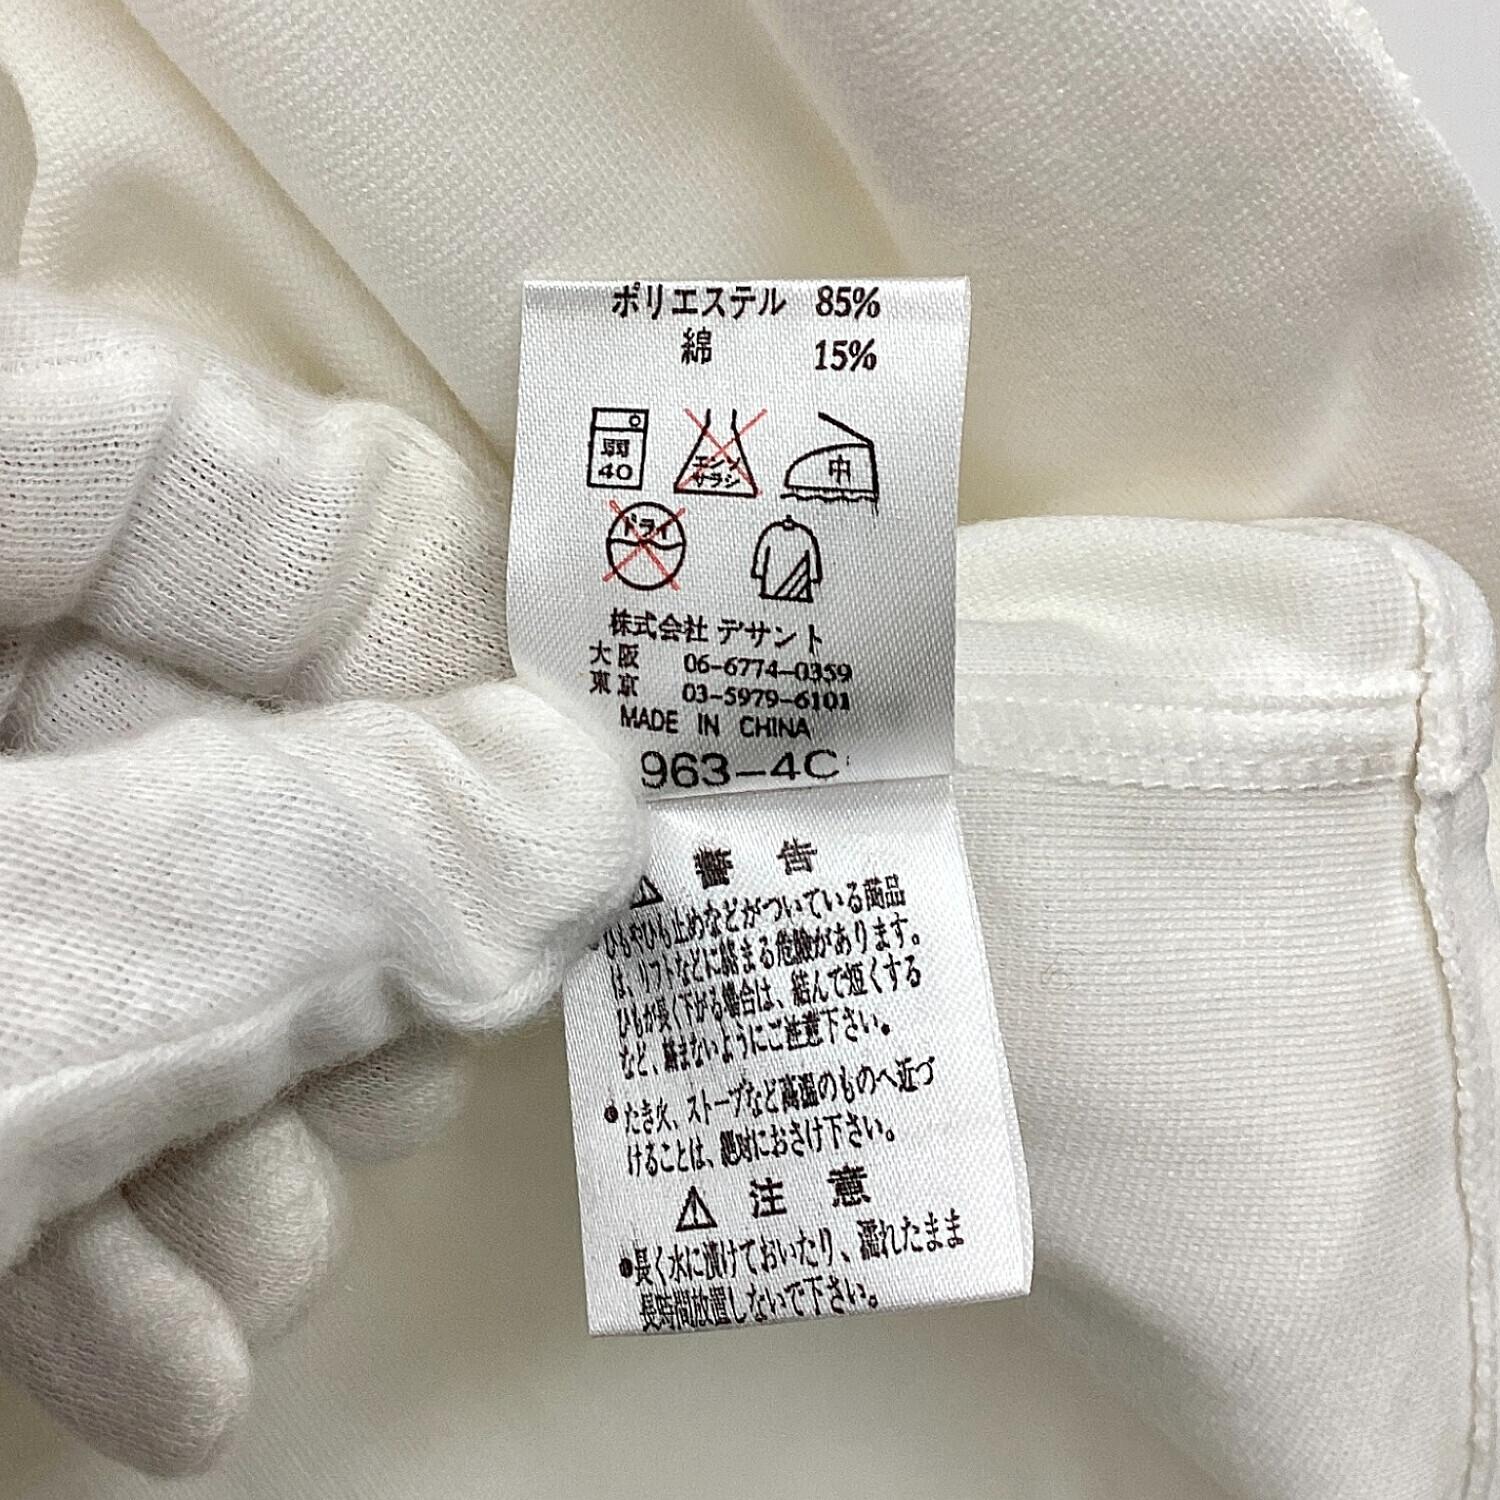 ポリエステル 85%
綿 15%
弱
40
エンソ
サラシ
中
ドライ
株式会社 デサント
大阪 06-6774-0359
東京 03-5979-6101
MADE IN CHINA
963-4C
警 告
ひもやひも止めなどがついている商品
は、リフトなどに絡まる危険があります。
ひもが長く下がる場合は、結んで短くする
など、絡まないようにご注意下さい。
●たき火、ストーブなど高温のものへ近づ
けることは、絶対におさけ下さい。
注 意
●長く水に漬けておいたり、濡れたまま
長時間放置しないで下さい。